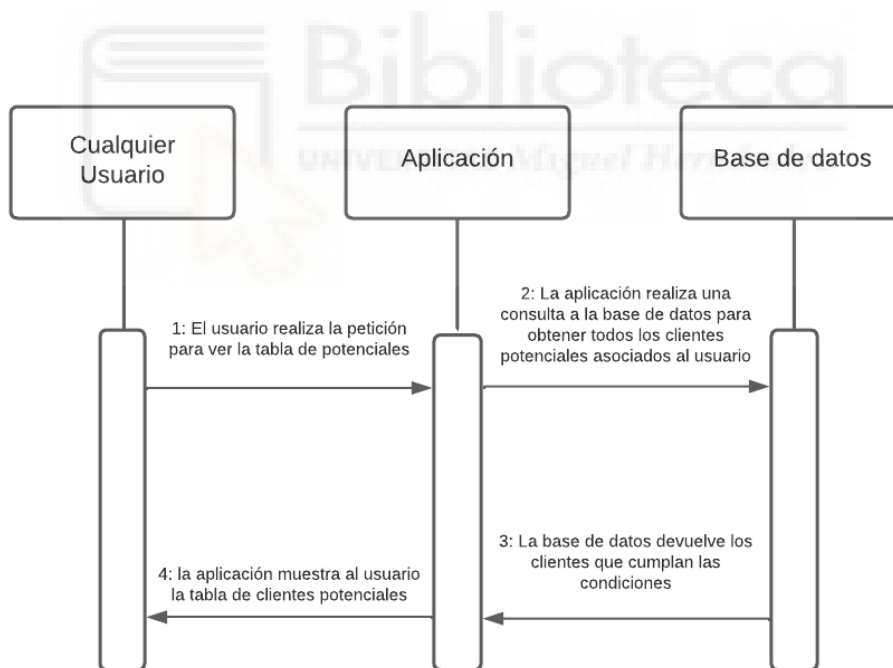 Biblioteca
UNIVERSITAS Miguel Hernández
Cualquier
Usuario
Aplicación
Base de datos
1: El usuario realiza la petición
para ver la tabla de potenciales
2: La aplicación realiza una
consulta a la base de datos para
obtener todos los clientes
potenciales asociados al usuario
3: La base de datos devuelve los
clientes que cumplan las
condiciones
4: la aplicación muestra al usuario
la tabla de clientes potenciales